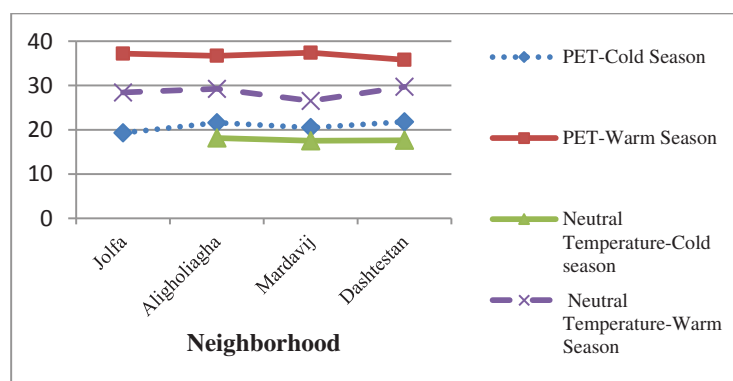 40
30
20
10
0
Jolfa
Aligholiagha
Mardavij
Dashtestan
Neighborhood
PET-Cold Season
PET-Warm Season
Neutral
Temperature-Cold
season
Neutral
Temperature-Warm
Season